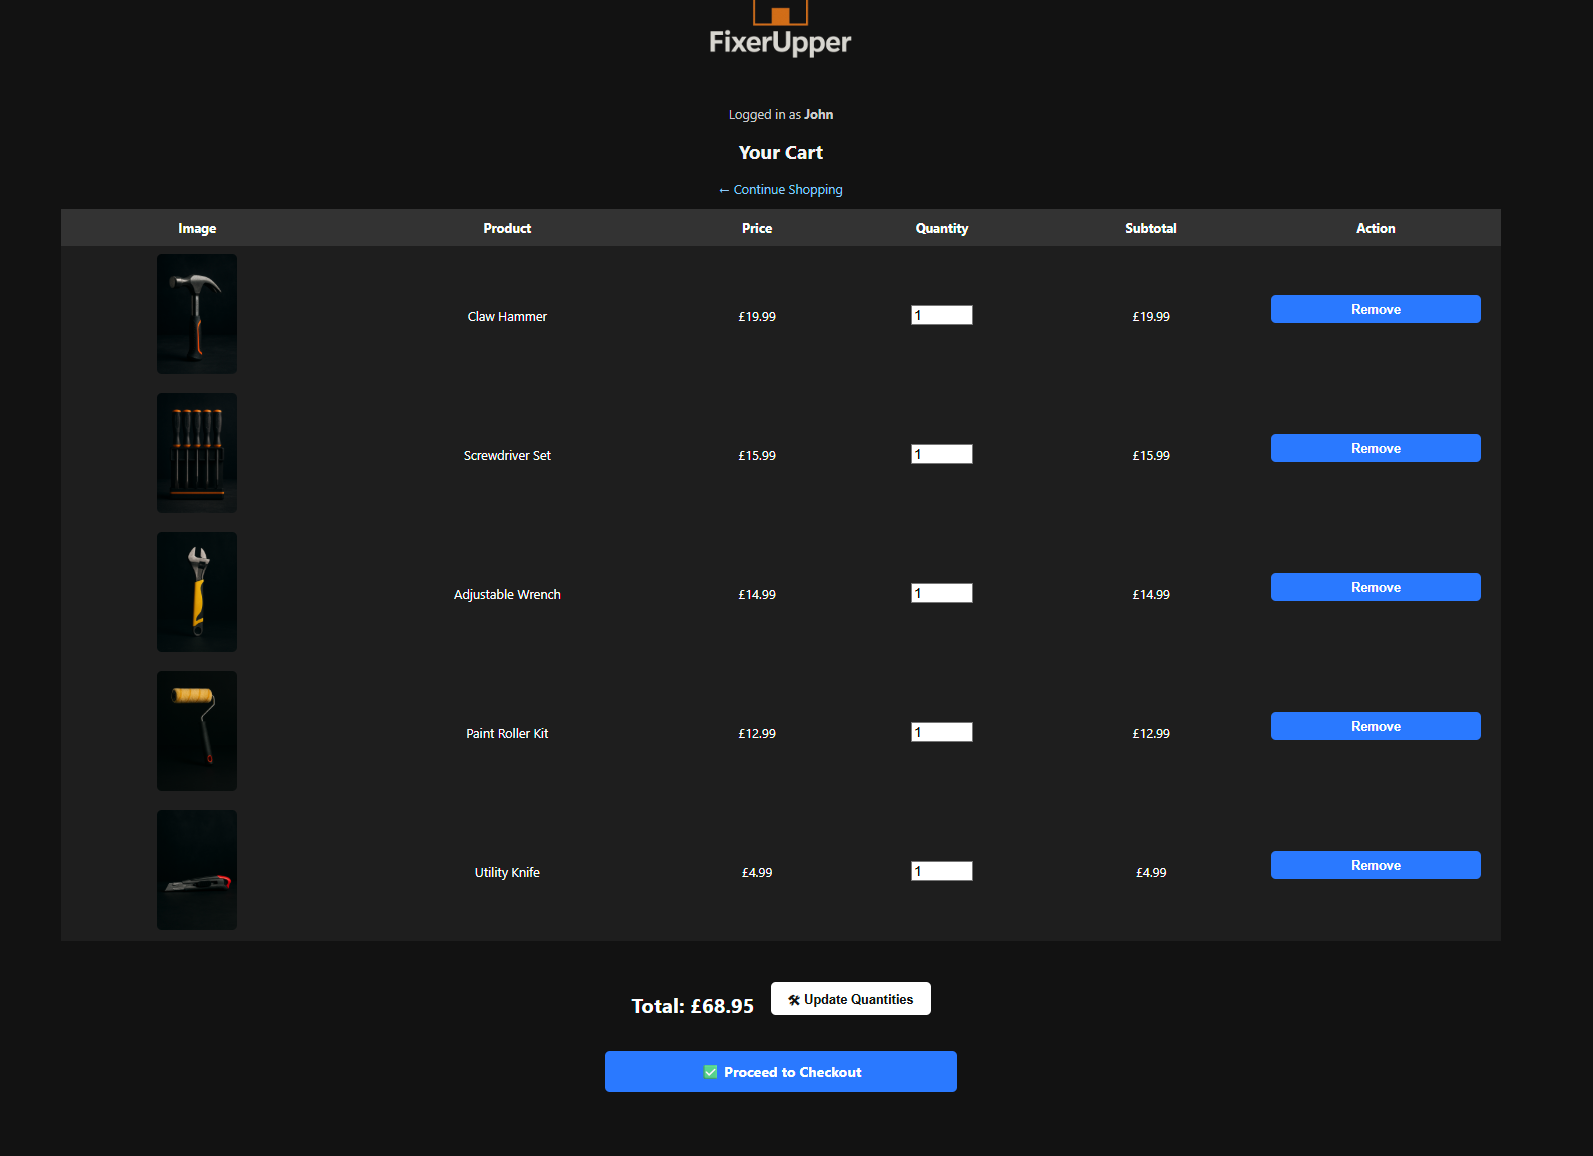 FixerUpper
Logged in as John
Your Cart
← Continue Shopping
Image Product Price Quantity Subtotal Action
Claw Hammer £19.99 1 £19.99 Remove
Screwdriver Set £15.99 1 £15.99 Remove
Adjustable Wrench £14.99 1 £14.99 Remove
Paint Roller Kit £12.99 1 £12.99 Remove
Utility Knife £4.99 1 £4.99 Remove
Total: £68.95 🛠 Update Quantities
✅ Proceed to Checkout